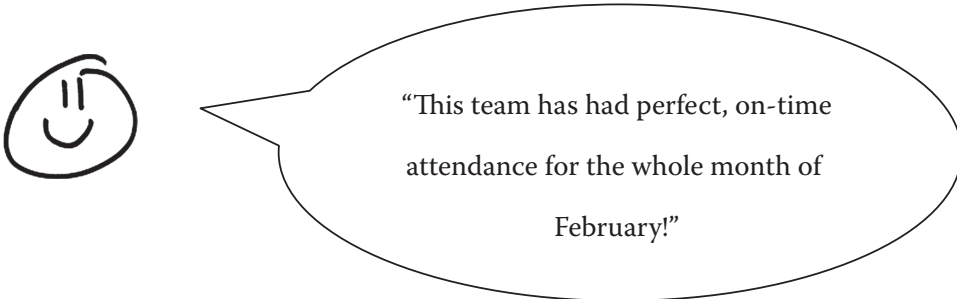 “This team has had perfect, on-time
attendance for the whole month of
February!”